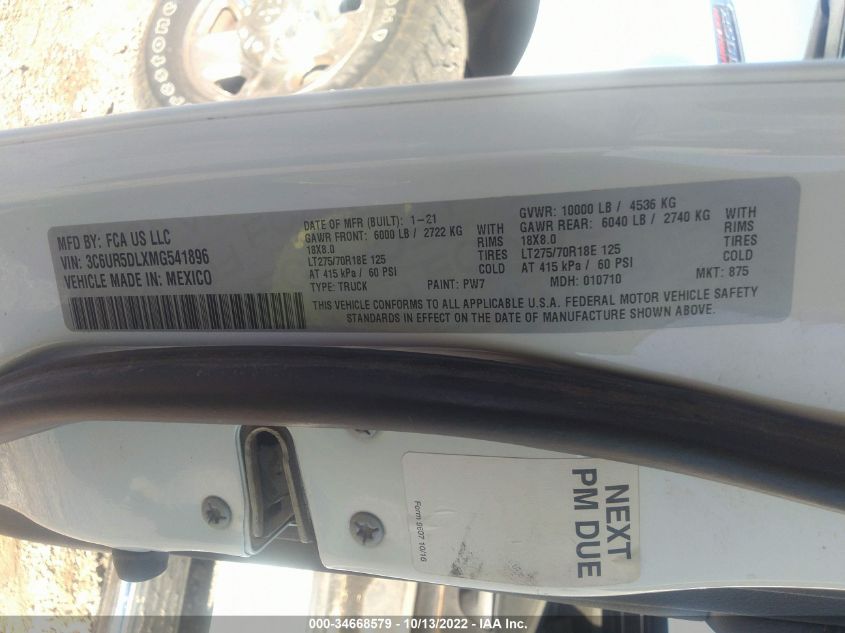 MFD BY: FCA US LLC
VIN: 3C6UR5DLXMG541896
VEHICLE MADE IN: MEXICO
DATE OF MFR (BUILT): 1-21
GAWR FRONT: 6000 LB / 2722 KG WITH
18X8.0 RIMS
LT275/70R18E 125 TIRES
AT 415 kPa / 60 PSI COLD
TYPE: TRUCK PAINT: PW7
GVWR: 10000 LB / 4536 KG
GAWR REAR: 6040 LB / 2740 KG WITH
18X8.0 RIMS
LT275/70R18E 125 TIRES
AT 415 kPa / 60 PSI COLD
MDH: 010710 MKT: 875
THIS VEHICLE CONFORMS TO ALL APPLICABLE U.S.A. FEDERAL MOTOR VEHICLE SAFETY
STANDARDS IN EFFECT ON THE DATE OF MANUFACTURE SHOWN ABOVE.
NEXT
PM DUE
Form 9607 10/16
000-34668579 - 10/13/2022 - IAA Inc.